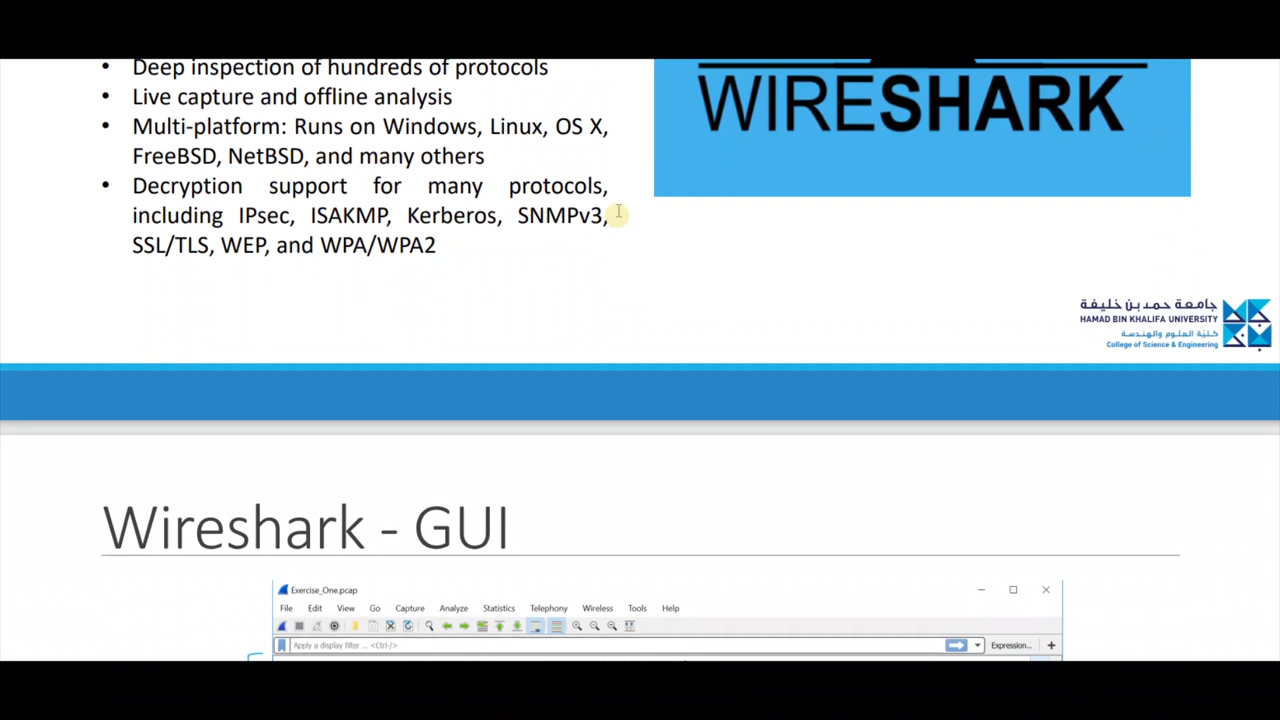 • Deep inspection of hundreds of protocols
• Live capture and offline analysis
• Multi-platform: Runs on Windows, Linux, OS X,
FreeBSD, NetBSD, and many others
• Decryption support for many protocols,
including IPsec, ISAKMP, Kerberos, SNMPv3,
SSL/TLS, WEP, and WPA/WPA2
WIRESHARK
جامعة حمد بن خليفة
HAMAD BIN KHALIFA UNIVERSITY
كلية العلوم والهندسة
College of Science & Engineering
Wireshark - GUI
Exercise_One.pcap
File Edit View Go Capture Analyze Statistics Telephony Wireless Tools Help
Apply a display filter ... <Ctrl-/> Expression... +